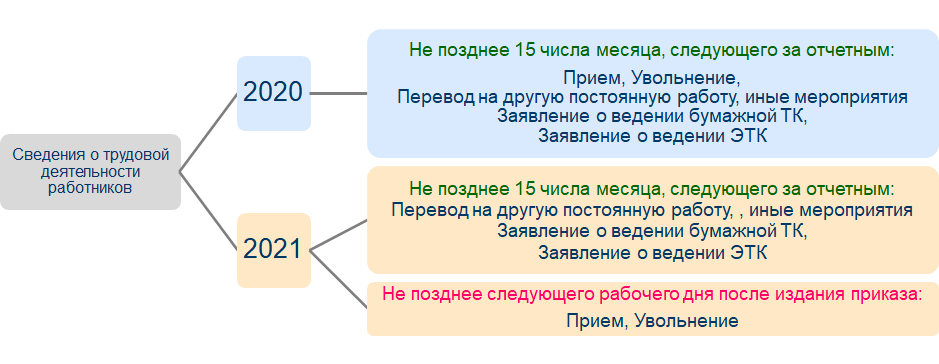 Сведения о трудовой
деятельности
работников
2020
Не позднее 15 числа месяца, следующего за отчетным:
Прием, Увольнение,
Перевод на другую постоянную работу, иные мероприятия
Заявление о ведении бумажной ТК,
Заявление о ведении ЭТК
2021
Не позднее 15 числа месяца, следующего за отчетным:
Перевод на другую постоянную работу, , иные мероприятия
Заявление о ведении бумажной ТК,
Заявление о ведении ЭТК
Не позднее следующего рабочего дня после издания приказа:
Прием, Увольнение